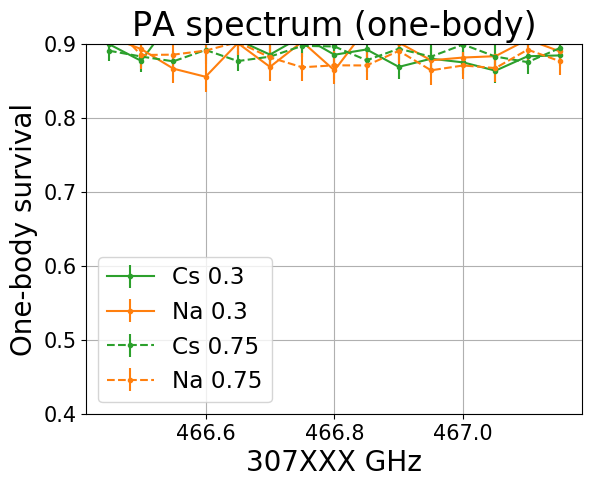 PA spectrum (one-body)
One-body survival
0.9
0.8
0.7
0.6
0.5
0.4
Cs 0.3
Na 0.3
Cs 0.75
Na 0.75
466.6 466.8 467.0
307XXX GHz